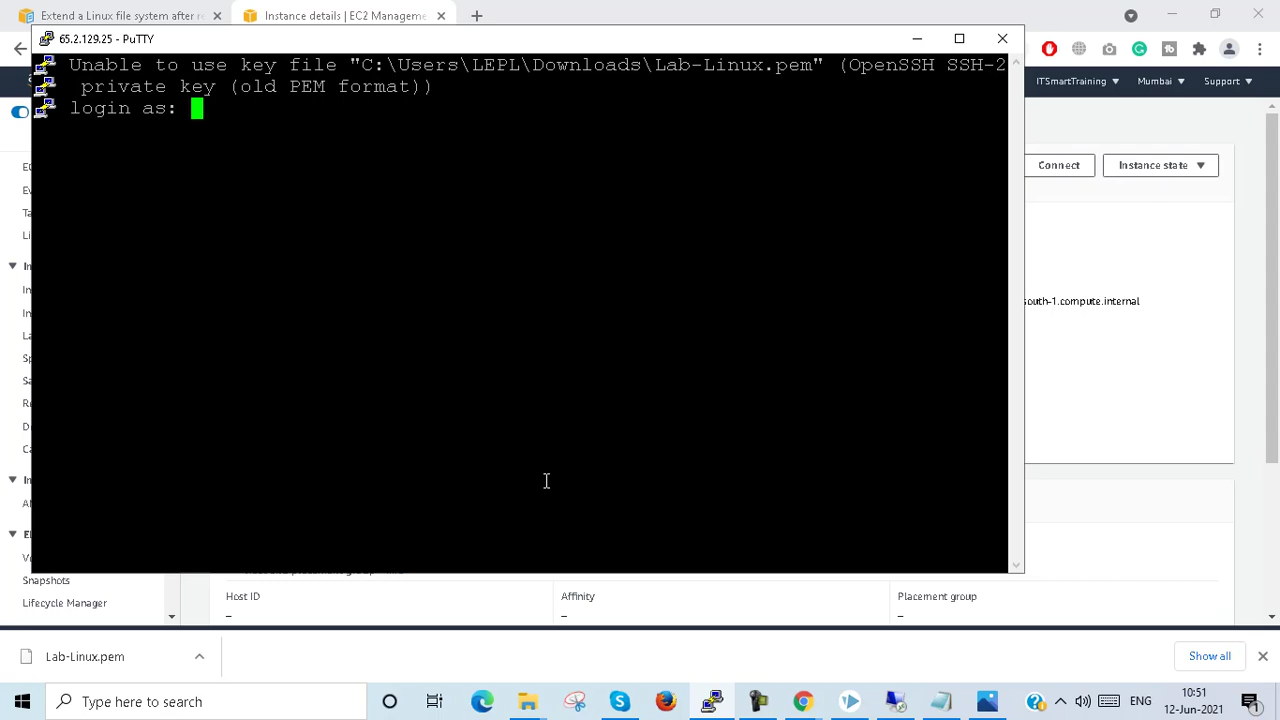 Extend a Linux file system after r
Instance details | EC2 Manageme
65.2.129.25 - PuTTY
Unable to use key file "C:\Users\LEPL\Downloads\Lab-Linux.pem" (OpenSSH SSH-2
private key (old PEM format))
login as:
ITSmartTraining
Mumbai
Support
Connect
Instance state
south-1.compute.internal
Snapshots
Lifecycle Manager
Host ID
Affinity
Placement group
–
–
–
Lab-Linux.pem
Show all
Type here to search
ENG
10:51
12-Jun-2021
1